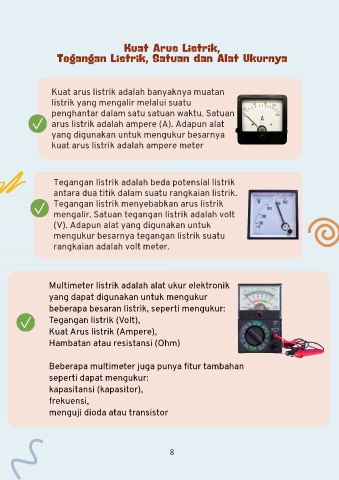 Kuat Arus Listrik,
Tegangan Listrik, Satuan dan Alat Ukurnya
Kuat arus listrik adalah banyaknya muatan
listrik yang mengalir melalui suatu
penghantar dalam satu satuan waktu. Satuan
arus listrik adalah ampere (A). Adapun alat
yang digunakan untuk mengukur besarnya
kuat arus listrik adalah ampere meter
A
Tegangan listrik adalah beda potensial listrik
antara dua titik dalam suatu rangkaian listrik.
Tegangan listrik menyebabkan arus listrik
mengalir. Satuan tegangan listrik adalah volt
(V). Adapun alat yang digunakan untuk
mengukur besarnya tegangan listrik suatu
rangkaian adalah volt meter.
V
Multimeter listrik adalah alat ukur elektronik
yang dapat digunakan untuk mengukur
beberapa besaran listrik, seperti mengukur:
Tegangan listrik (Volt),
Kuat Arus listrik (Ampere),
Hambatan atau resistansi (Ohm)
Beberapa multimeter juga punya fitur tambahan
seperti dapat mengukur:
kapasitansi (kapasitor),
frekuensi,
menguji dioda atau transistor
8